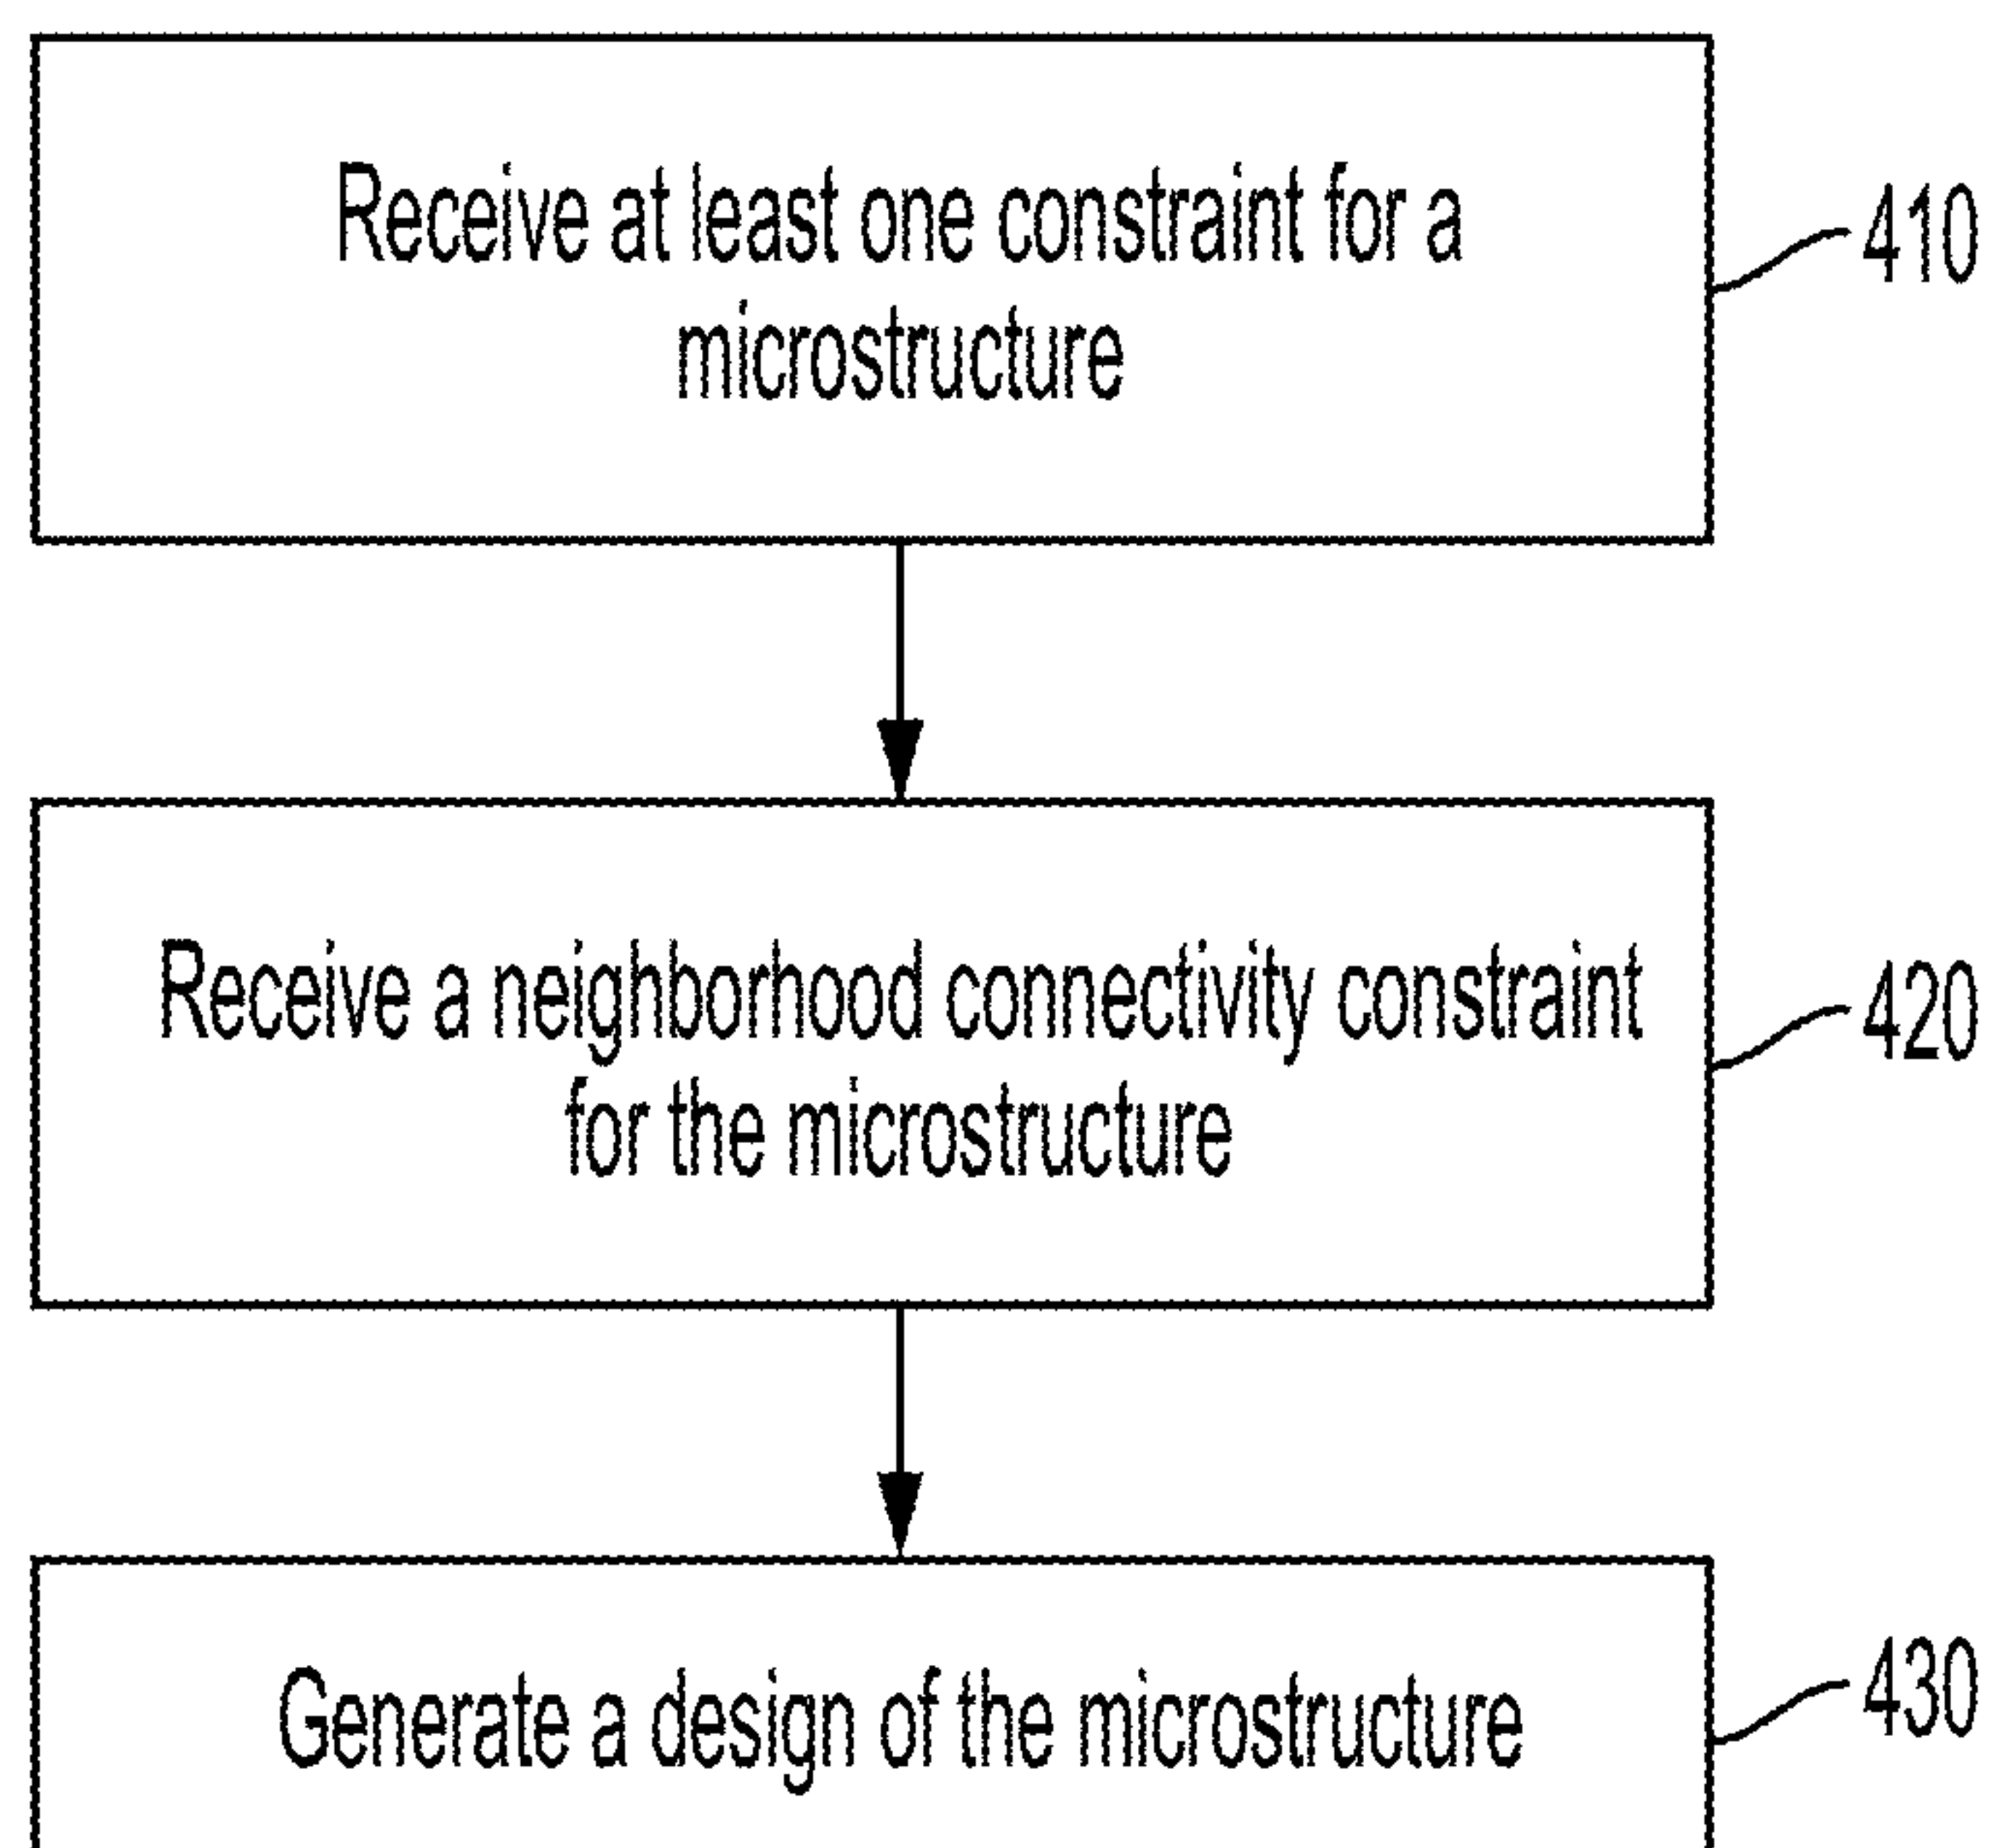 Receive at least one constraint for a
microstructure
410
Receive a neighborhood connectivity constraint
for the microstructure
420
Generate a design of the microstructure
430